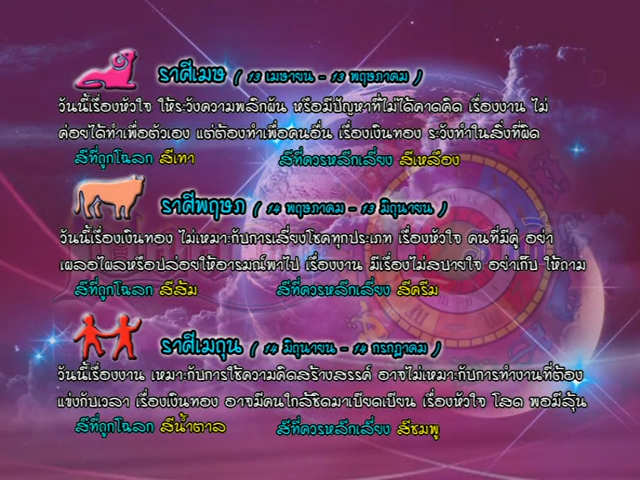 ราศีเมษ ( 13 เมษายน - 13 พฤษภาคม )
วันนี้เรื่องหัวใจ ให้ระวังความพลิกผัน หรือมีปัญหาที่ไม่ได้คาดคิด เรื่องงาน ไม่
ค่อยได้ทำเพื่อตัวเอง แต่ต้องทำเพื่อคนอื่น เรื่องเงินทอง ระวังทำในสิ่งที่ผิด
สีที่ถูกโฉลก สีเทา สีที่ควรหลีกเลี่ยง สีเหลือง
ราศีพฤษภ ( 14 พฤษภาคม - 13 มิถุนายน )
วันนี้เรื่องเงินทอง ไม่เหมาะกับการเสี่ยงโชคทุกประเภท เรื่องหัวใจ คนที่มีคู่ อย่า
เผลอไผลหรือปล่อยให้อารมณ์พาไป เรื่องงาน มีเรื่องไม่สบายใจ อย่าเก็บ ให้ถาม
สีที่ถูกโฉลก สีส้ม สีที่ควรหลีกเลี่ยง สีครีม
ราศีเมถุน ( 14 มิถุนายน - 14 กรกฎาคม )
วันนี้เรื่องงาน เหมาะกับการใช้ความคิดสร้างสรรค์ อาจไม่เหมาะกับการทำงานที่ต้อง
แข่งกับเวลา เรื่องเงินทอง อาจมีคนใกล้ชิดมาเบียดเบียน เรื่องหัวใจ โสด พอมีลุ้น
สีที่ถูกโฉลก สีน้ำตาล สีที่ควรหลีกเลี่ยง สีชมพู